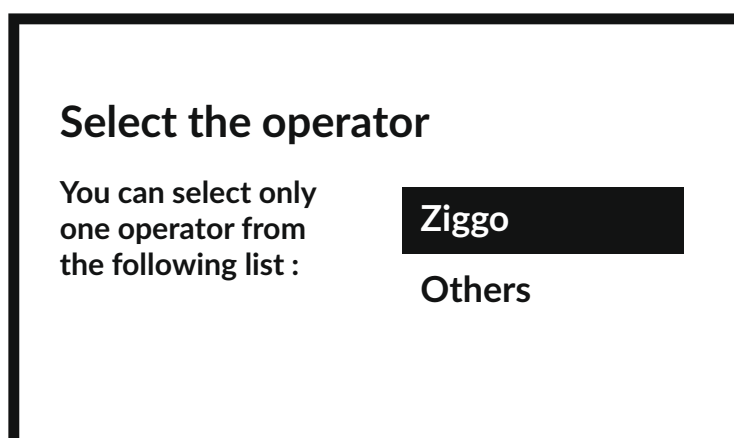 Select the operator
You can select only
one operator from
the following list :
Ziggo
Others